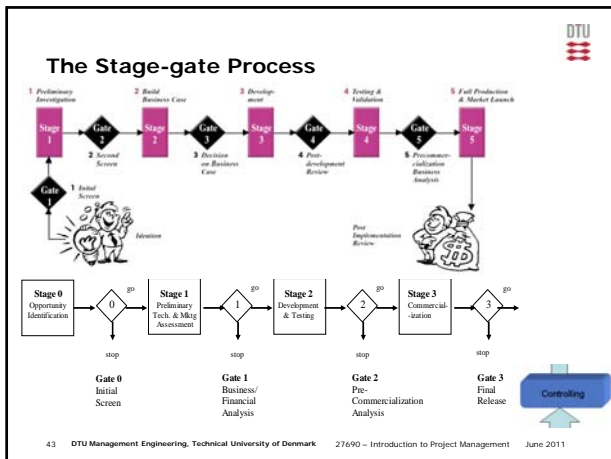 DTU
The Stage-gate Process
1 Preliminary
Investigation
2 Build
Business Case
3 Develop-
ment
4 Testing &
Validation
5 Full Production
& Market Launch
Stage
1
Gate
2
Stage
2
Gate
3
Stage
3
Gate
4
Stage
4
Gate
5
Stage
5
2 Second
Screen
3 Decision
on Business
Case
4 Post-
development
Review
5 Precommer-
cialization
Business
Analysis
Gate
1
1 Initial
Screen
Ideation
Post
Implementation
Review
$
Stage 0
Opportunity
Identification
0
go
stop
Stage 1
Preliminary
Tech. & Mktg
Assessment
1
go
stop
Stage 2
Development
& Testing
2
go
stop
Stage 3
Commercial-
-ization
3
go
stop
Gate 0
Initial
Screen
Gate 1
Business/
Financial
Analysis
Gate 2
Pre-
Commercialization
Analysis
Gate 3
Final
Release
Controlling
43 DTU Management Engineering, Technical University of Denmark 27690 – Introduction to Project Management June 2011